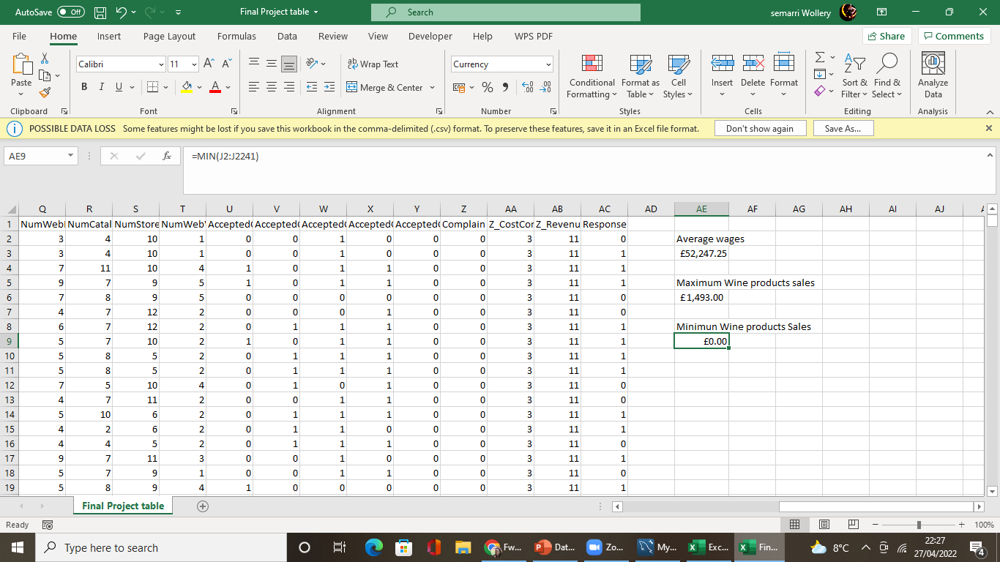 AutoSave Off Final Project table Search semarri Wollery
File Home Insert Page Layout Formulas Data Review View Developer Help WPS PDF Share Comments
Calibri 11 Wrap Text Currency
Paste B I U Merge & Center % Conditional Formatting Format as Table Cell Styles Insert Delete Format Sort & Filter Find & Select Analyze Data
Clipboard Font Alignment Number Styles Cells Editing Analysis
POSSIBLE DATA LOSS Some features might be lost if you save this workbook in the comma-delimited (.csv) format. To preserve these features, save it in an Excel file format. Don't show again Save As...
AE9 fx =MIN(J2:J2241)
Q R S T U V W X Y Z AA AB AC AD AE AF AG AH AI AJ
1 NumWeb NumCatal NumStore NumWeb Accepted Accepted Accepted Accepted Accepted Complain Z_CostCor Z_Revenu Response
2 3 4 10 1 0 0 1 0 0 0 3 11 0 Average wages
3 3 4 10 1 0 0 1 0 0 0 3 11 1 £52,247.25
4 7 11 10 4 1 0 1 1 0 0 3 11 1
5 9 7 9 5 1 0 1 1 0 0 3 11 1 Maximum Wine products sales
6 7 8 9 5 0 0 0 0 0 0 3 11 0 £1,493.00
7 4 7 12 2 0 0 0 1 0 0 3 11 0
8 6 7 12 2 0 1 1 1 0 0 3 11 1 Minimun Wine products Sales
9 5 7 10 2 1 0 1 1 0 0 3 11 1 £0.00
10 5 8 5 2 0 1 1 1 0 0 3 11 1
11 5 8 5 2 0 1 1 1 0 0 3 11 1
12 7 5 10 4 0 1 0 1 0 0 3 11 0
13 4 7 11 2 0 0 1 1 0 0 3 11 0
14 5 10 6 2 0 1 1 1 0 0 3 11 1
15 4 2 6 2 0 1 1 0 0 0 3 11 1
16 4 4 5 2 0 1 1 1 0 0 3 11 0
17 9 7 11 3 0 0 1 0 0 0 3 11 1
18 5 7 9 1 0 0 1 1 0 0 3 11 0
19 5 8 9 4 1 0 0 0 0 0 3 11 1
Final Project table
Ready 100%
Type here to search Fw... Dat... Zo... My... Exc... Fin... 8°C 22:27
27/04/2022 4